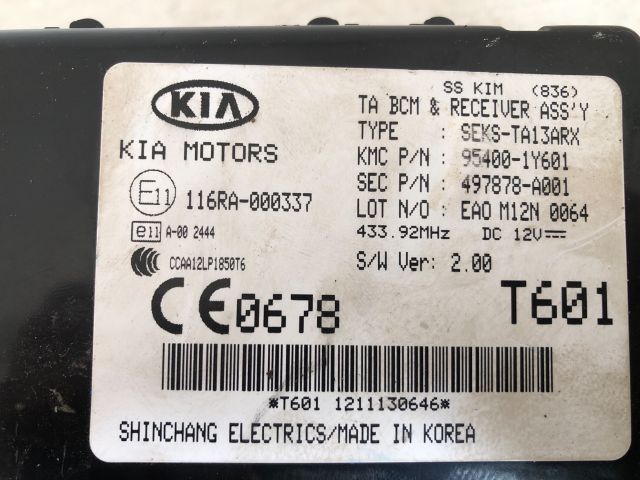 SS KIM (836)
KIA
KIA MOTORS
TA BCM & RECEIVER ASS'Y
TYPE : SEKS-TA13ARX
KMC P/N : 95400-1Y601
SEC P/N : 497878-A001
LOT N/O : EAO M12N 0064
433.92MHz DC 12V
S/W Ver: 2.00
E11 116RA-000337
e11 A-00 2444
CCC CCAA12LP1850T6
CE0678
T601
*T601 1211130646*
SHINCHANG ELECTRICS/MADE IN KOREA